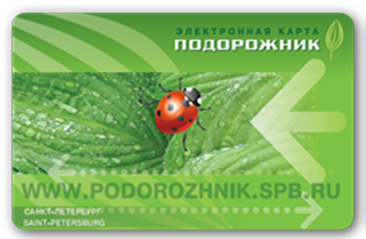 ЭЛЕКТРОННАЯ КАРТА
ПОДОРОЖНИК
WWW.PODOROZHNIK.SPB.RU
САНКТ-ПЕТЕРБУРГ
SAINT-PETERSBURG